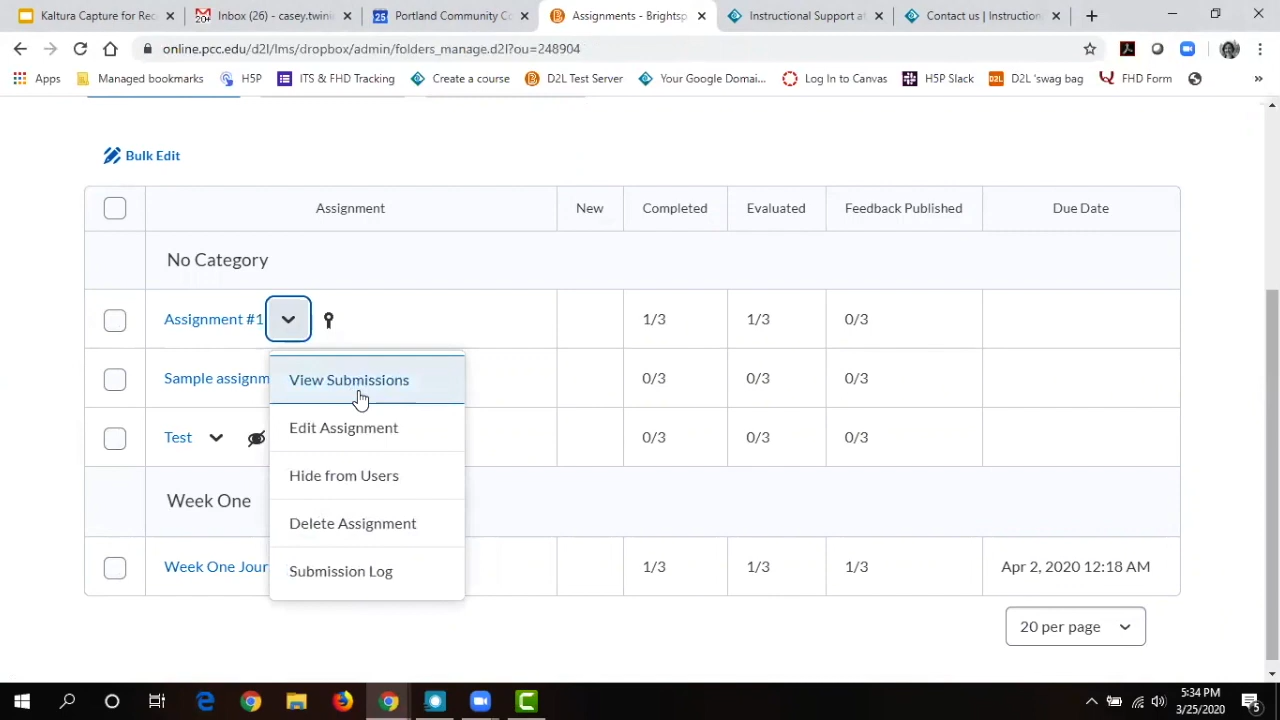 Kaltura Capture for Rec
Inbox (26) - casey.twini
Portland Community Co
Assignments - Brightsp
Instructional Support at
Contact us | Instruction
online.pcc.edu/d2l/lms/dropbox/admin/folders_manage.d2l?ou=248904
Apps
Managed bookmarks
H5P
ITS & FHD Tracking
Create a course
D2L Test Server
Your Google Domai...
Log In to Canvas
H5P Slack
D2L 'swag bag
FHD Form
Bulk Edit
Assignment New Completed Evaluated Feedback Published Due Date
No Category
Assignment #1 1/3 1/3 0/3
View Submissions
Sample assignm 0/3 0/3 0/3
Edit Assignment
Test 0/3 0/3 0/3
Hide from Users
Week One
Delete Assignment
Week One Jour 1/3 1/3 1/3 Apr 2, 2020 12:18 AM
Submission Log
20 per page
5:34 PM
3/25/2020
5